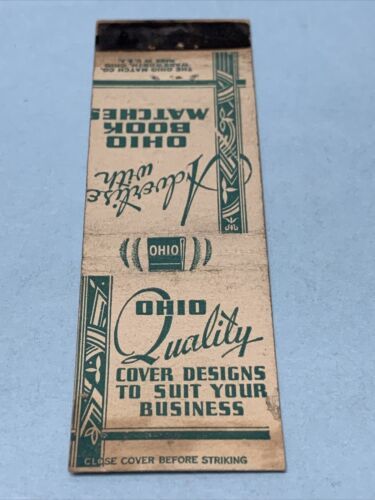 THE OHIO MATCH CO.
WADSWORTH, OHIO
MADE IN U.S.A.
Advertise
with
OHIO
BOOK
MATCHES
OHIO
OHIO
Quality
COVER DESIGNS
TO SUIT YOUR
BUSINESS
CLOSE COVER BEFORE STRIKING